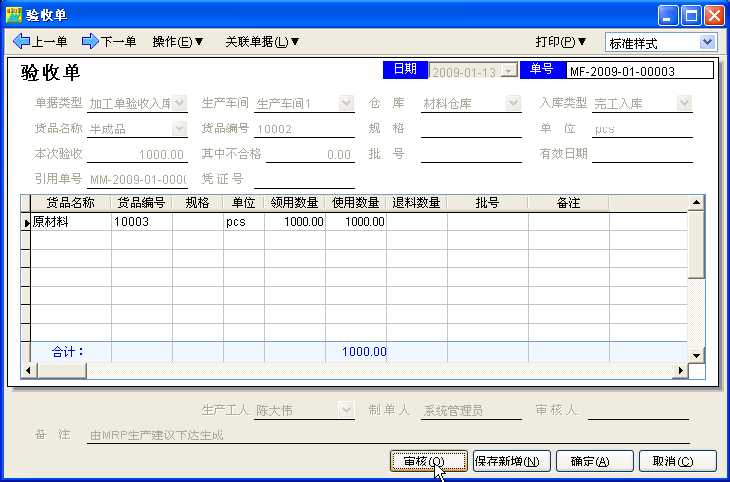 验收单
上一单 下一单 操作(E)▼ 关联单据(L)▼ 打印(P)▼ 标准样式
验收单 日期 2009-01-13 单号 MF-2009-01-00003
单据类型 加工单验收入库 生产车间 生产车间1 仓 库 材料仓库 入库类型 完工入库
货品名称 半成品 货品编号 10002 规 格 单 位 pcs
本次验收 1000.00 其中不合格 0.00 批 号 有效日期
引用单号 MM-2009-01-000 凭证号
货品名称 货品编号 规格 单位 领用数量 使用数量 退料数量 批号 备注
原材料 10003 pcs 1000.00 1000.00
合计: 1000.00
生产工人 陈大伟 制单人 系统管理员 审核人
备 注 由MRP生产建议下达生成
审核(O) 保存新增(N) 确定(A) 取消(C)